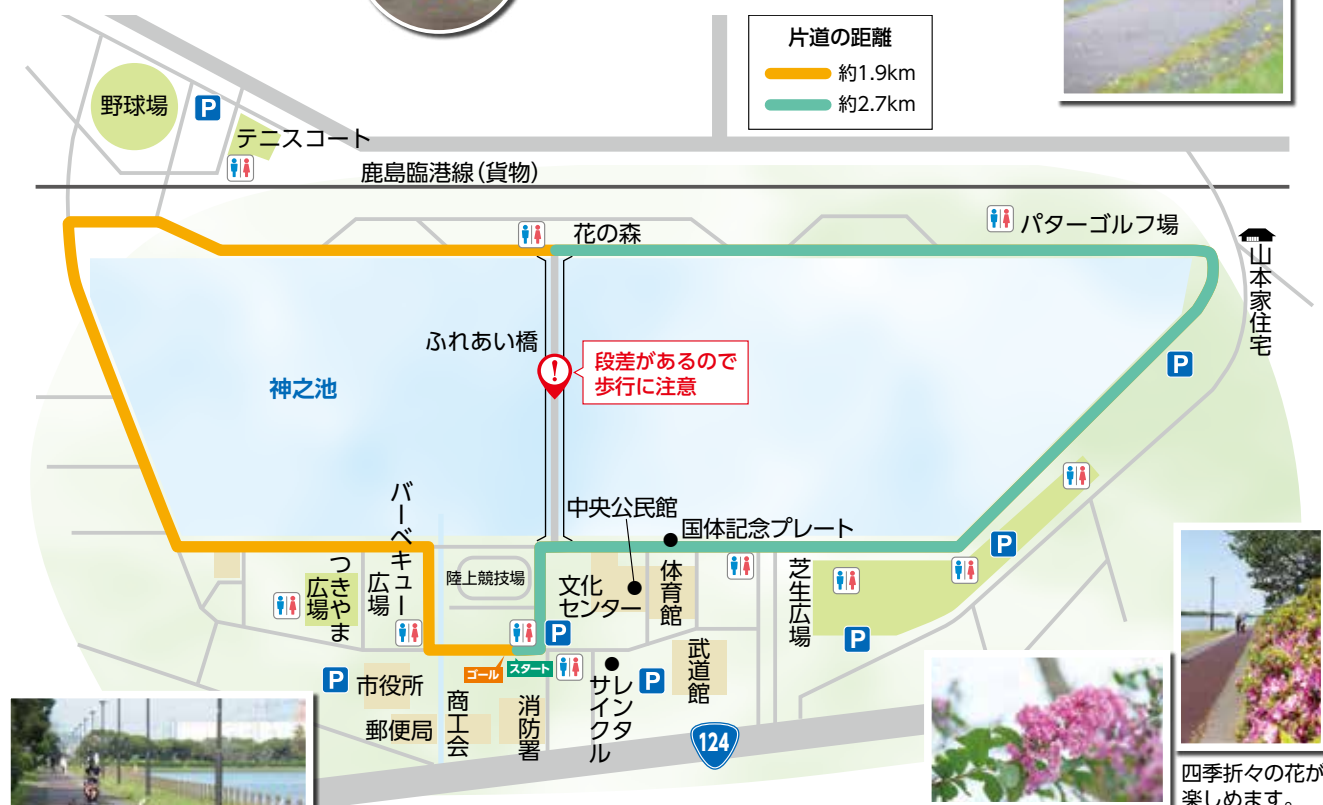 片道の距離
約1.9km
約2.7km
野球場
P
テニスコート
鹿島臨港線(貨物)
花の森
パターゴルフ場
山本家住宅
ふれあい橋
!
段差があるので
歩行に注意
神之池
P
中央公民館
国体記念プレート
バーベキュー
広場
つきやま
広場
陸上競技場
文化
センター
体育館
芝生広場
P
P
P
ゴール
スタート
P
市役所
郵便局
商工会
消防署
レンタ
サイクル
P
武道館
124
四季折々の花が
楽しめます。